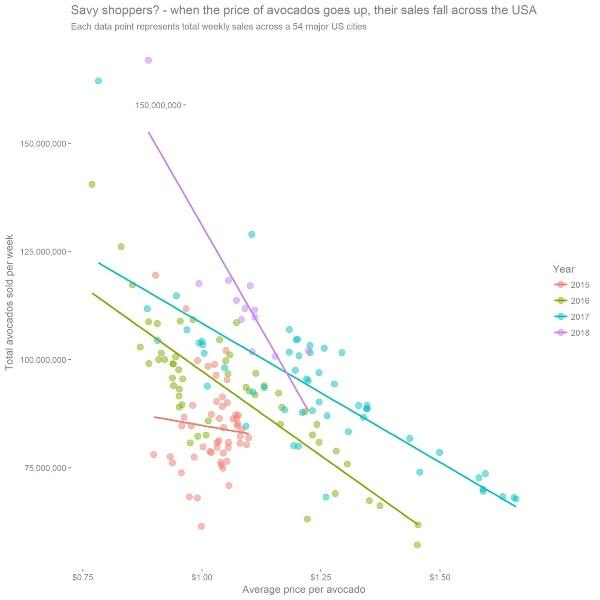 Savy shoppers? - when the price of avocados goes up, their sales fall across the USA
Each data point represents total weekly sales across a 54 major US cities
150,000,000
150,000,000
125,000,000
100,000,000
75,000,000
Total avocados sold per week
$0.75 $1.00 $1.25 $1.50
Average price per avocado
Year
2015
2016
2017
2018